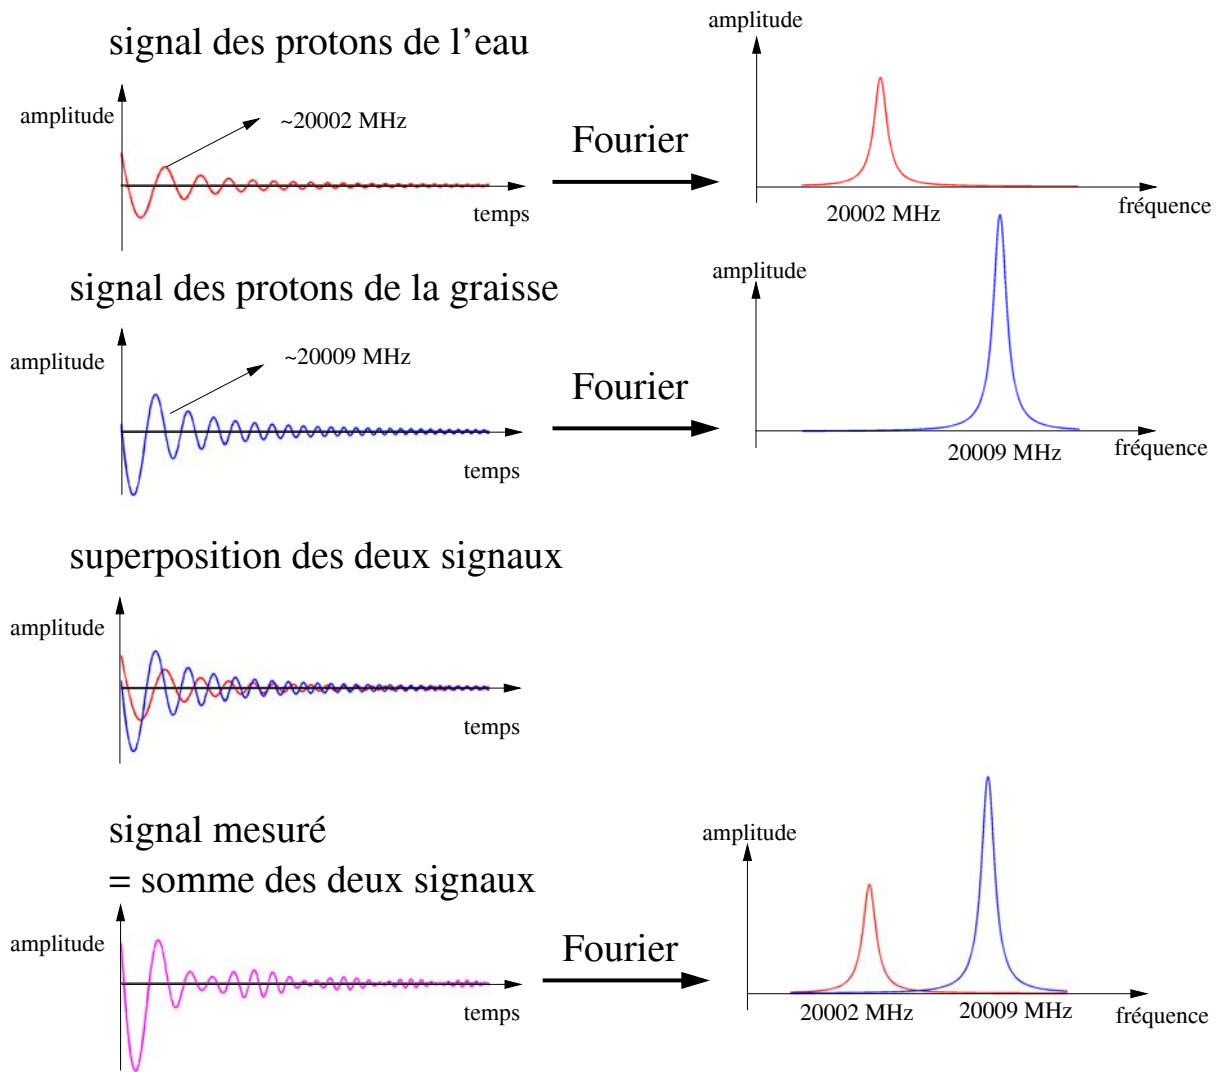 signal des protons de l'eau
amplitude
~20002 MHz
temps
Fourier
amplitude
20002 MHz
fréquence
signal des protons de la graisse
amplitude
~20009 MHz
temps
Fourier
amplitude
20009 MHz
fréquence
superposition des deux signaux
amplitude
temps
signal mesuré
= somme des deux signaux
amplitude
temps
Fourier
amplitude
20002 MHz
20009 MHz
fréquence